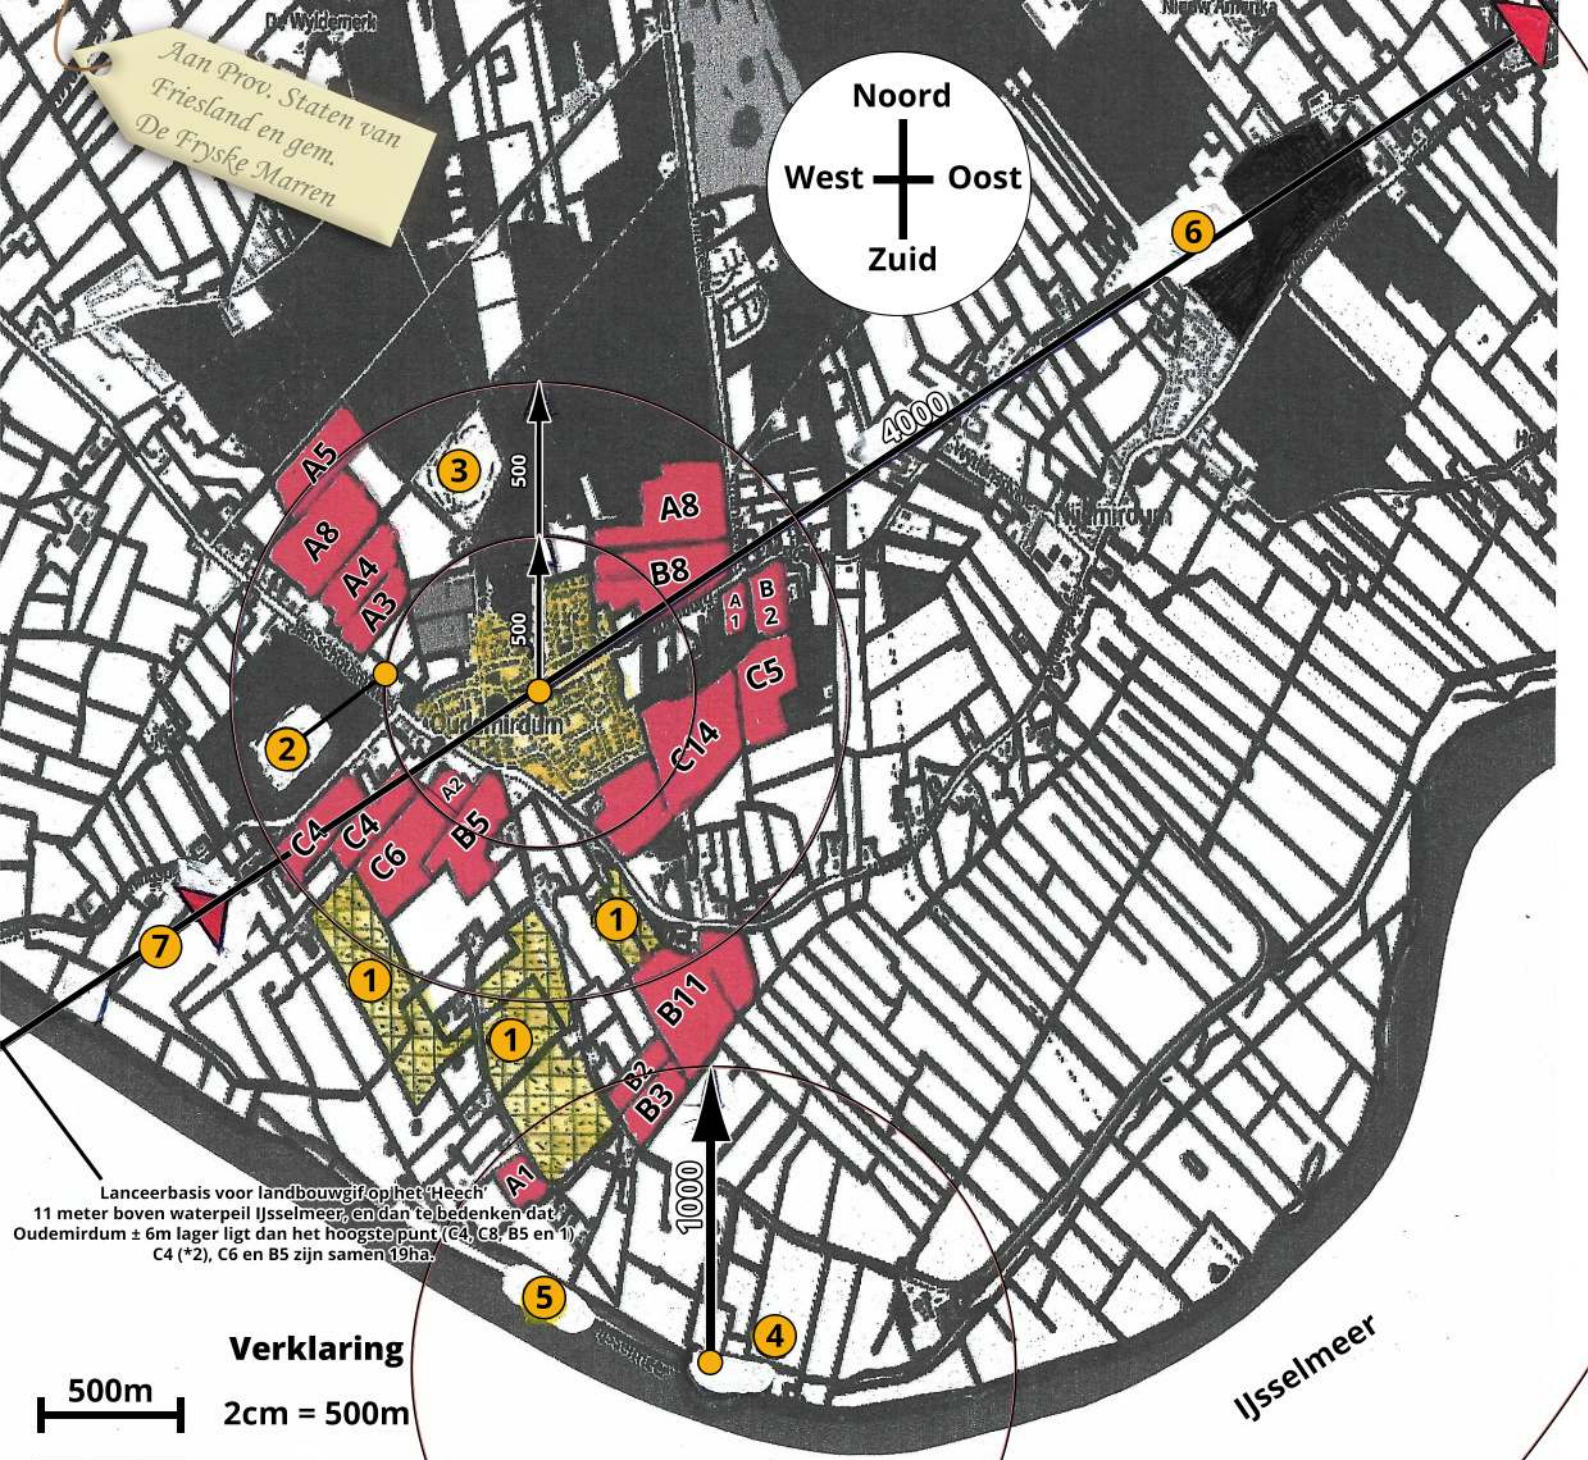 De Wyldemerk
Nieuw Amerika
Aan Prov. Staten van
Friesland en gem.
De Fryske Marren
Noord
West
Oost
Zuid
6
4000
A5
3
500
A8
A8
A4
B8
A3
A
1
B
2
500
Nijemirdum
C5
Oudemirdum
2
C14
A2
C4
C4
C6
B5
1
7
1
B11
1
B2
B3
A1
1000
Lanceerbasis voor landbouwgif op het 'Heech'
11 meter boven waterpeil IJsselmeer, en dan te bedenken dat
Oudemirdum ± 6m lager ligt dan het hoogste punt (C4, C8, B5 en 1)
C4 (*2), C6 en B5 zijn samen 19ha.
5
4
Verklaring
500m
2cm = 500m
IJsselmeer